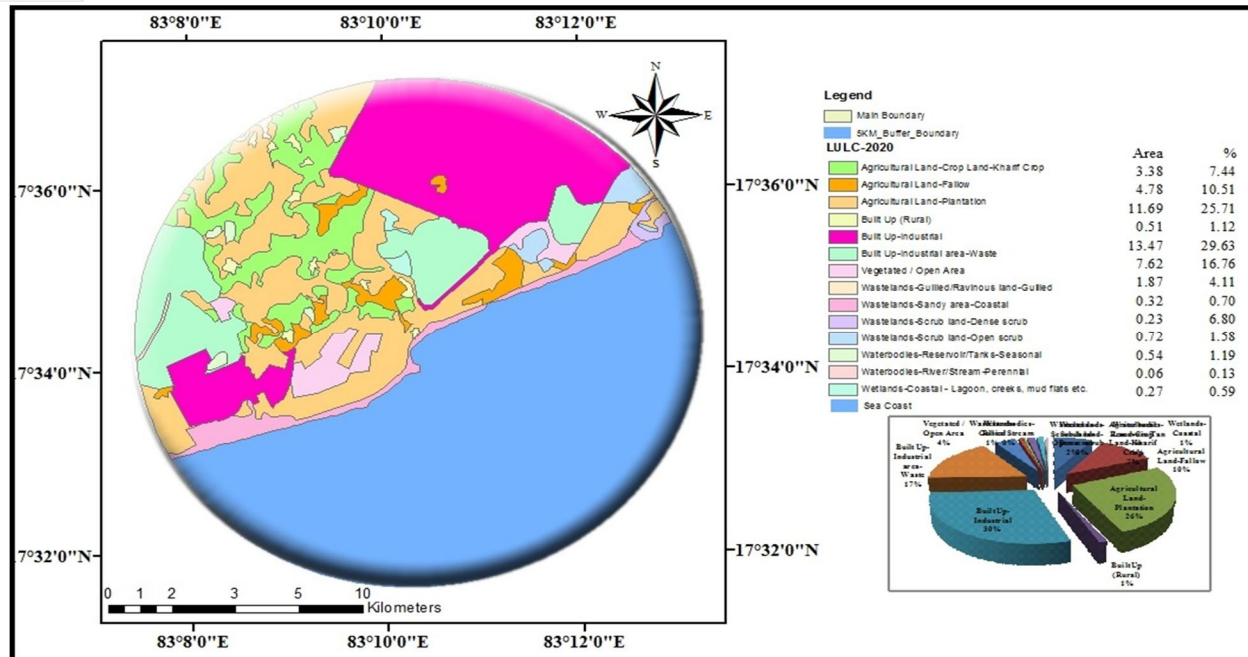 83°8'0"E 83°10'0"E 83°12'0"E
N
W E
S
17°36'0"N 17°36'0"N
17°34'0"N 17°34'0"N
17°32'0"N 17°32'0"N
0 1 2 3 5 10
Kilometers
83°8'0"E 83°10'0"E 83°12'0"E
Legend
Main Boundary
5KM_Buffer_Boundary
LULC-2020 Area %
Agricultural Land-Crop Land-Kharif Crop 3.38 7.44
Agricultural Land-Fallow 4.78 10.51
Agricultural Land-Plantation 11.69 25.71
Built Up (Rural) 0.51 1.12
Built Up-Industrial 13.47 29.63
Built Up-Industrial area-Waste 7.62 16.76
Vegetated / Open Area 1.87 4.11
Wastelands-Gullied/Ravinous land-Gullied 0.32 0.70
Wastelands-Sandy area-Coastal 0.23 6.80
Wastelands-Scrub land-Dense scrub 0.72 1.58
Wastelands-Scrub land-Open scrub 0.54 1.19
Waterbodies-Reservoir/Tanks-Seasonal 0.06 0.13
Waterbodies-River/Stream-Perennial 0.27 0.59
Wetlands-Coastal - Lagoon, creeks, mud flats etc.
Sea Coast
Vegetated /
Open Area
4%
Built Up-
Industrial
area-
Waste
17%
Built Up-
Industrial
30%
Built Up
(Rural)
1%
Agricultural
Land-
Plantation
26%
Agricultural
Land-Fallow
10%
Wetlands-
Coastal
1%